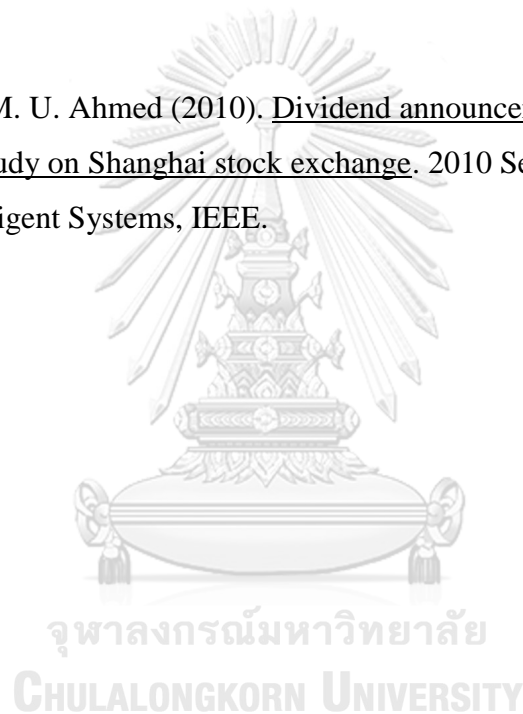 M. U. Ahmed (2010). Dividend announce
udy on Shanghai stock exchange. 2010 Se
igent Systems, IEEE.
จุฬาลงกรณ์มหาวิทยาลัย
CHULALONGKORN UNIVERSITY